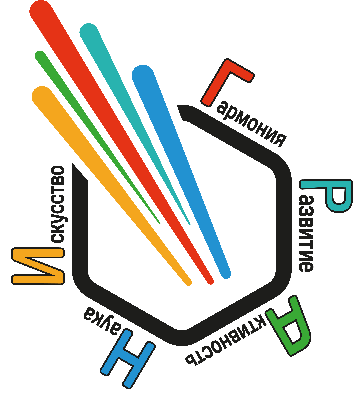 Гармония
Развитие
Активность
Наука
Искусство